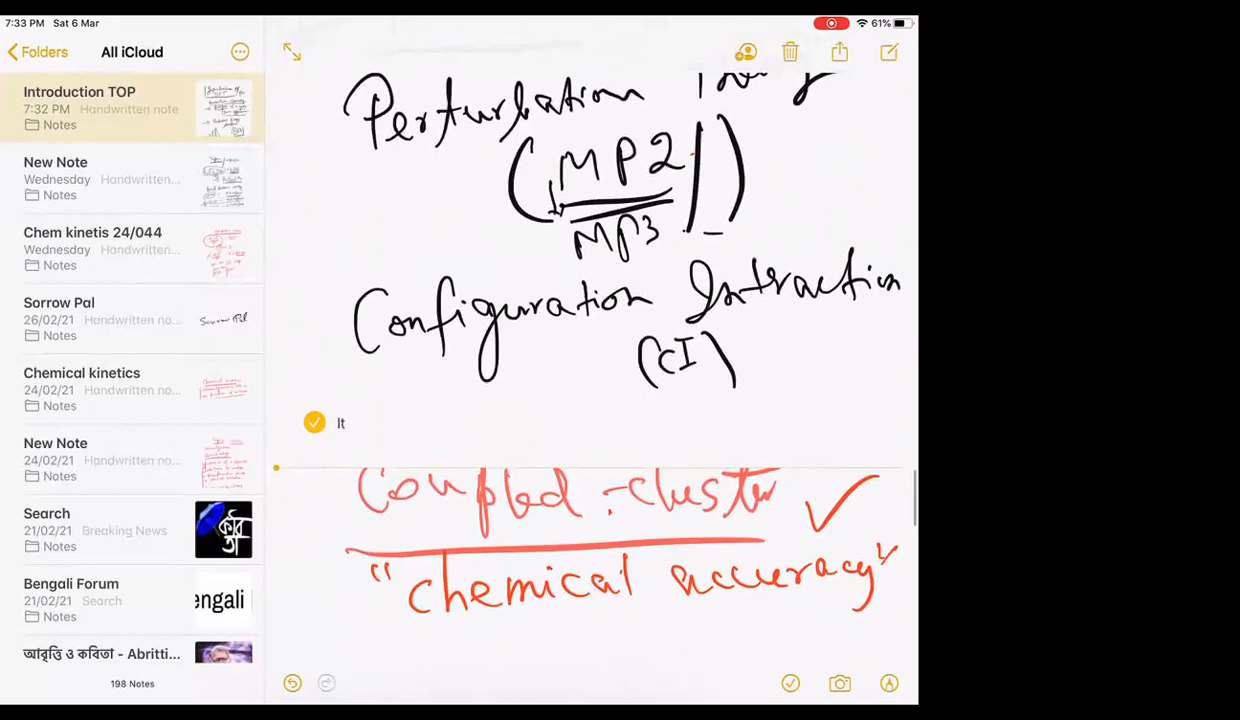 7:33 PM Sat 6 Mar
61%
Folders
All iCloud
Introduction TOP
7:32 PM Handwritten note
Notes
New Note
Wednesday Handwritten...
Notes
Chem kinetis 24/044
Wednesday Handwritten...
Notes
Sorrow Pal
26/02/21 Handwritten no...
Notes
Chemical kinetics
24/02/21 Handwritten no...
Notes
New Note
24/02/21 Handwritten no...
Notes
Search
21/02/21 Breaking News
Notes
Bengali Forum
21/02/21 Search
Notes
engali
আবৃত্তি ও কবিতা - Abritti...
198 Notes
Perturbation
(MP2
MP3
Configuration Interaction
(CI)
It
Coupled-cluster
"chemical accuracy"